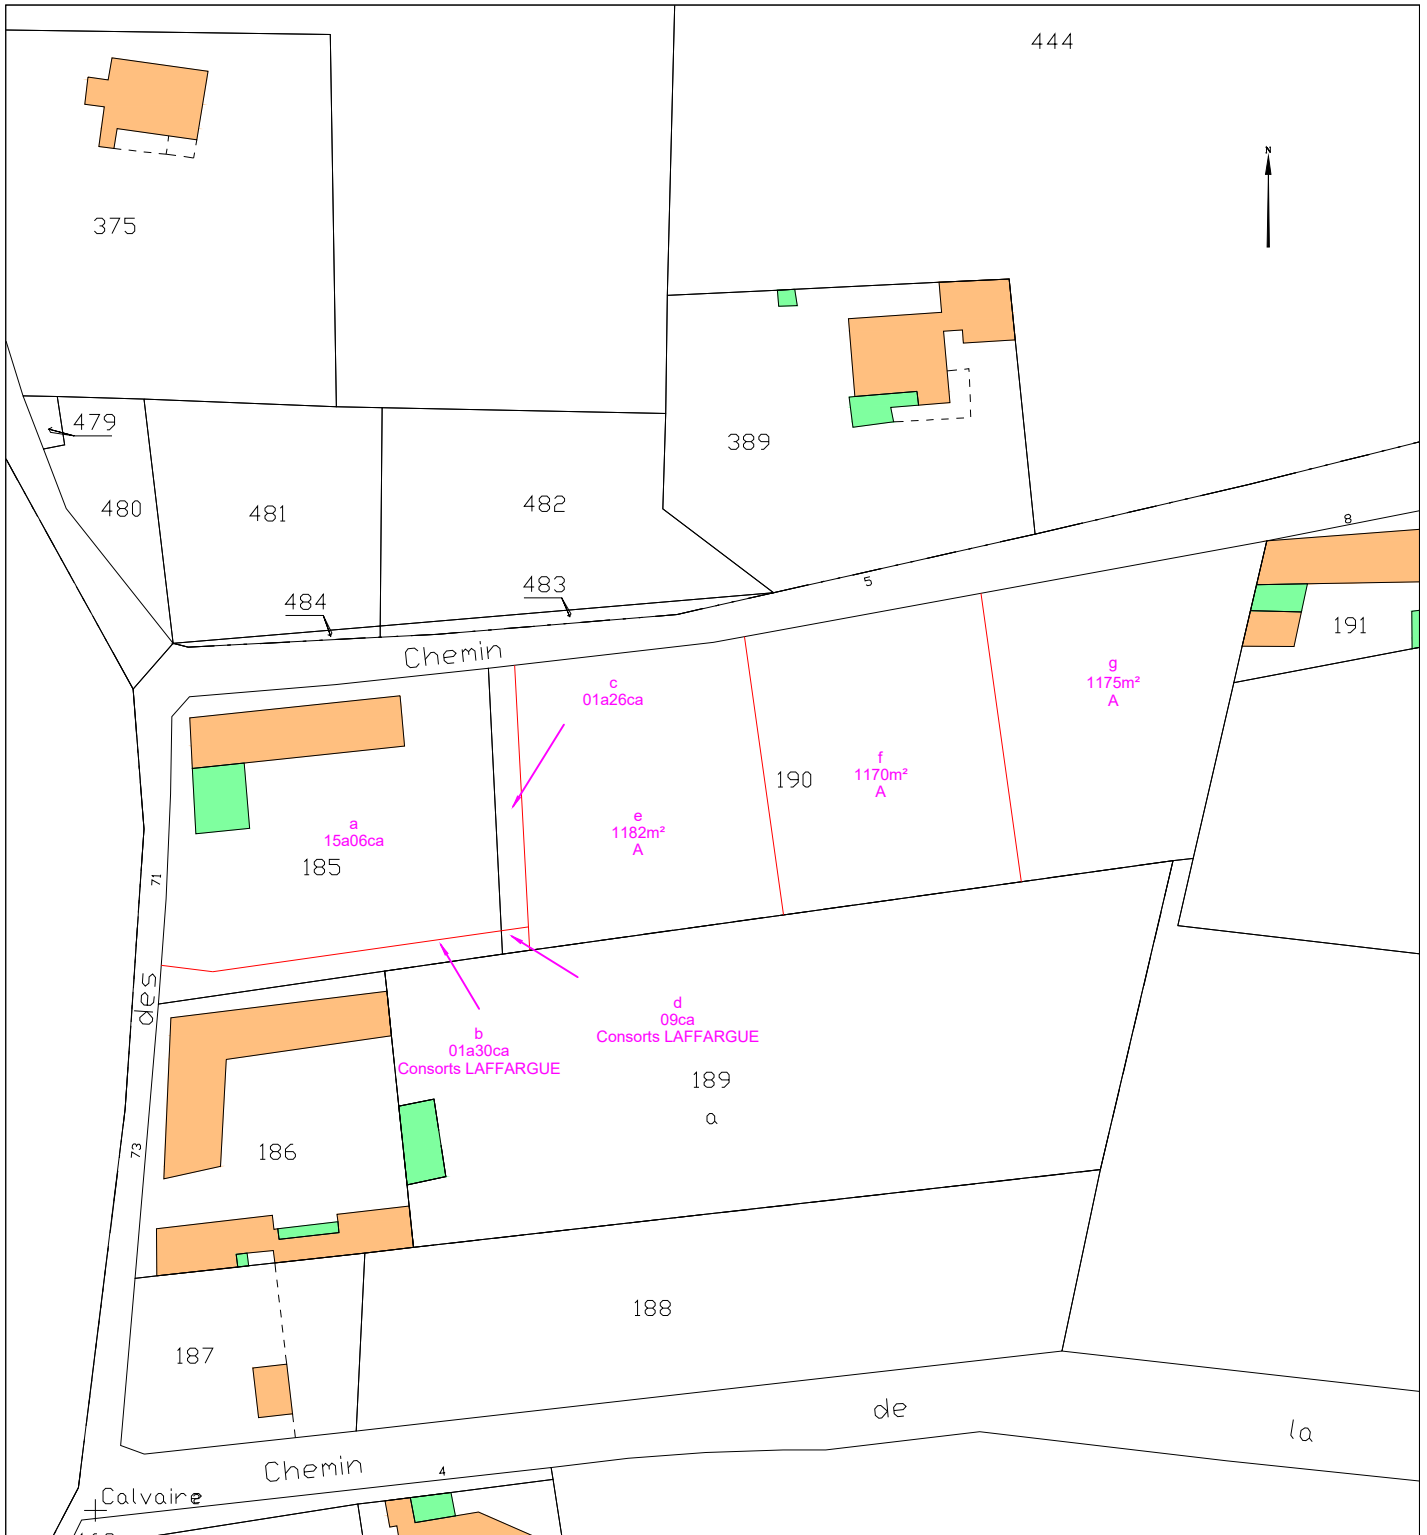 444
N
375
389
479
480
481
482
8
5
483
484
191
Chemin
g
1175m²
A
c
01a26ca
f
1170m²
A
190
e
1182m²
A
a
15a06ca
185
71
des
d
09ca
Consorts LAFFARGUE
b
01a30ca
Consorts LAFFARGUE
189
a
186
73
188
187
de
la
Chemin
4
Calvaire